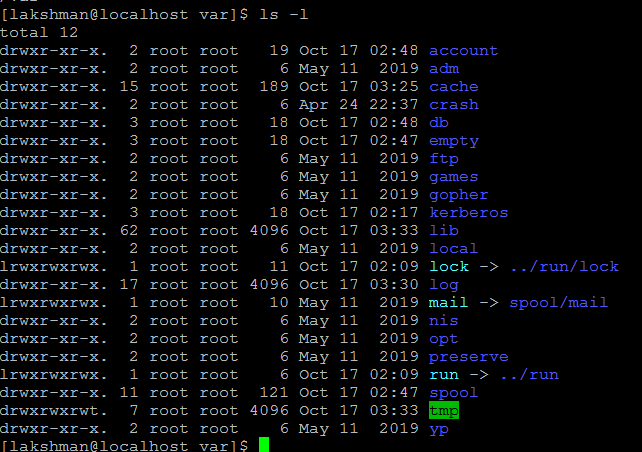 [lakshman@localhost var]$ ls -l
total 12
drwxr-xr-x.  2 root root   19 Oct 17 02:48 account
drwxr-xr-x.  2 root root    6 May 11  2019 adm
drwxr-xr-x. 15 root root  189 Oct 17 03:25 cache
drwxr-xr-x.  2 root root    6 Apr 24 22:37 crash
drwxr-xr-x.  3 root root   18 Oct 17 02:48 db
drwxr-xr-x.  3 root root   18 Oct 17 02:47 empty
drwxr-xr-x.  2 root root    6 May 11  2019 ftp
drwxr-xr-x.  2 root root    6 May 11  2019 games
drwxr-xr-x.  2 root root    6 May 11  2019 gopher
drwxr-xr-x.  3 root root   18 Oct 17 02:17 kerberos
drwxr-xr-x. 62 root root 4096 Oct 17 03:33 lib
drwxr-xr-x.  2 root root    6 May 11  2019 local
lrwxrwxrwx.  1 root root   11 Oct 17 02:09 lock -> ../run/lock
drwxr-xr-x. 17 root root 4096 Oct 17 03:30 log
lrwxrwxrwx.  1 root root   10 May 11  2019 mail -> spool/mail
drwxr-xr-x.  2 root root    6 May 11  2019 nis
drwxr-xr-x.  2 root root    6 May 11  2019 opt
drwxr-xr-x.  2 root root    6 May 11  2019 preserve
lrwxrwxrwx.  1 root root    6 Oct 17 02:09 run -> ../run
drwxr-xr-x. 11 root root  121 Oct 17 02:47 spool
drwxrwxrwt.  7 root root 4096 Oct 17 03:33 tmp
drwxr-xr-x.  2 root root    6 May 11  2019 yp
[lakshman@localhost var]$